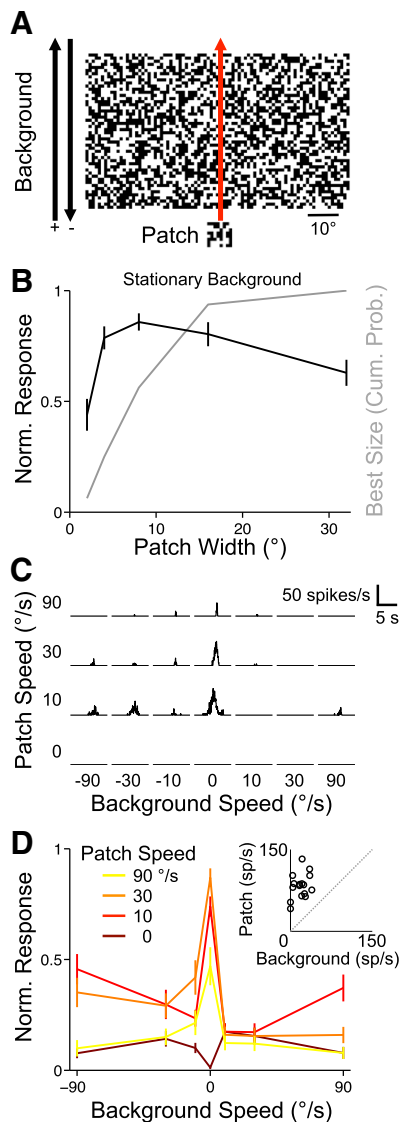 A
Background
+ -
Patch
10°
B
Stationary Background
Norm. Response
Best Size (Cum. Prob.)
1
0.5
0
0 10 20 30
Patch Width (°)
C
Patch Speed (°/s)
90
50 spikes/s
5 s
30
10
0
-90 -30 -10 0 10 30 90
Background Speed (°/s)
D
Norm. Response
1
0.5
0
Patch Speed
90 °/s
30
10
0
150
Patch (sp/s)
0
150
Background (sp/s)
−90 0 90
Background Speed (°/s)